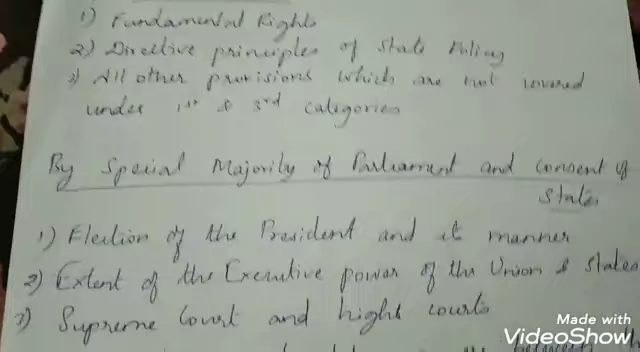 1) Fundamental Rights
2) Directive principles of State Policy
3) All other provisions which are not covered
under 1st & 3rd categories
By Special Majority of Parliament and consent of
States
1) Election of the President and it manner
2) Extent of the Executive power of the Union & States
3) Supreme Court and hight courts
Made with
VideoShow